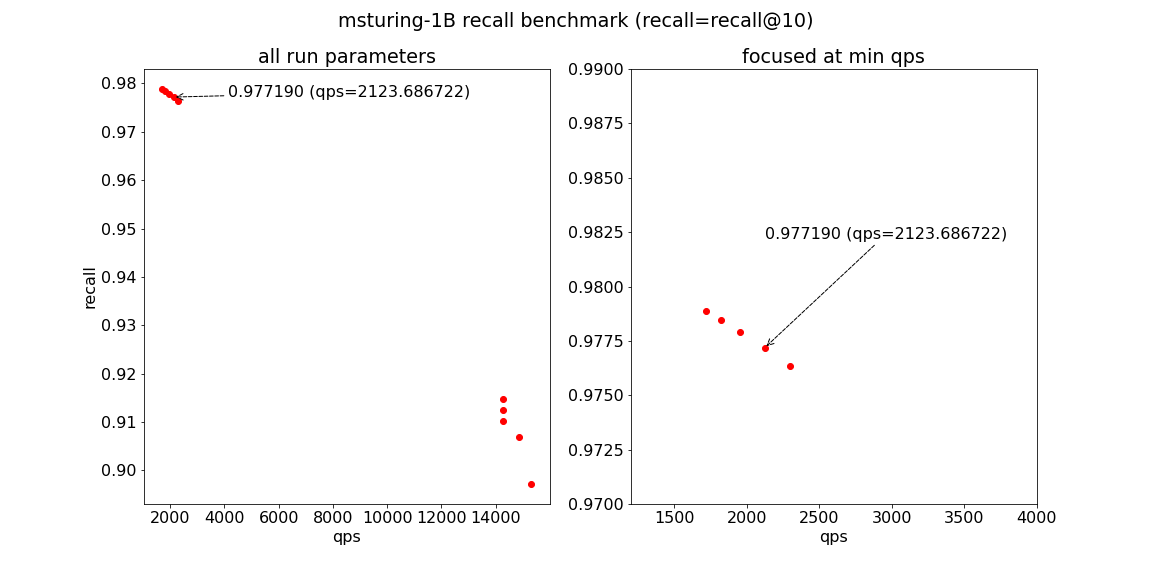 msturing-1B recall benchmark (recall=recall@10)
all run parameters
0.98
0.97
0.96
0.95
0.94
0.93
0.92
0.91
0.90
recall
0.977190 (qps=2123.686722)
2000 4000 6000 8000 10000 12000 14000
qps
focused at min qps
0.9900
0.9875
0.9850
0.9825
0.9800
0.9775
0.9750
0.9725
0.9700
0.977190 (qps=2123.686722)
1500 2000 2500 3000 3500 4000
qps